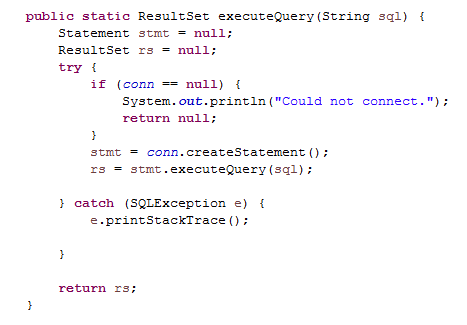 public static ResultSet executeQuery(String sql) {
    Statement stmt = null;
    ResultSet rs = null;
    try {
        if (conn == null) {
            System.out.println("Could not connect.");
            return null;
        }
        stmt = conn.createStatement();
        rs = stmt.executeQuery(sql);

    } catch (SQLException e) {
        e.printStackTrace();

    }

    return rs;
}